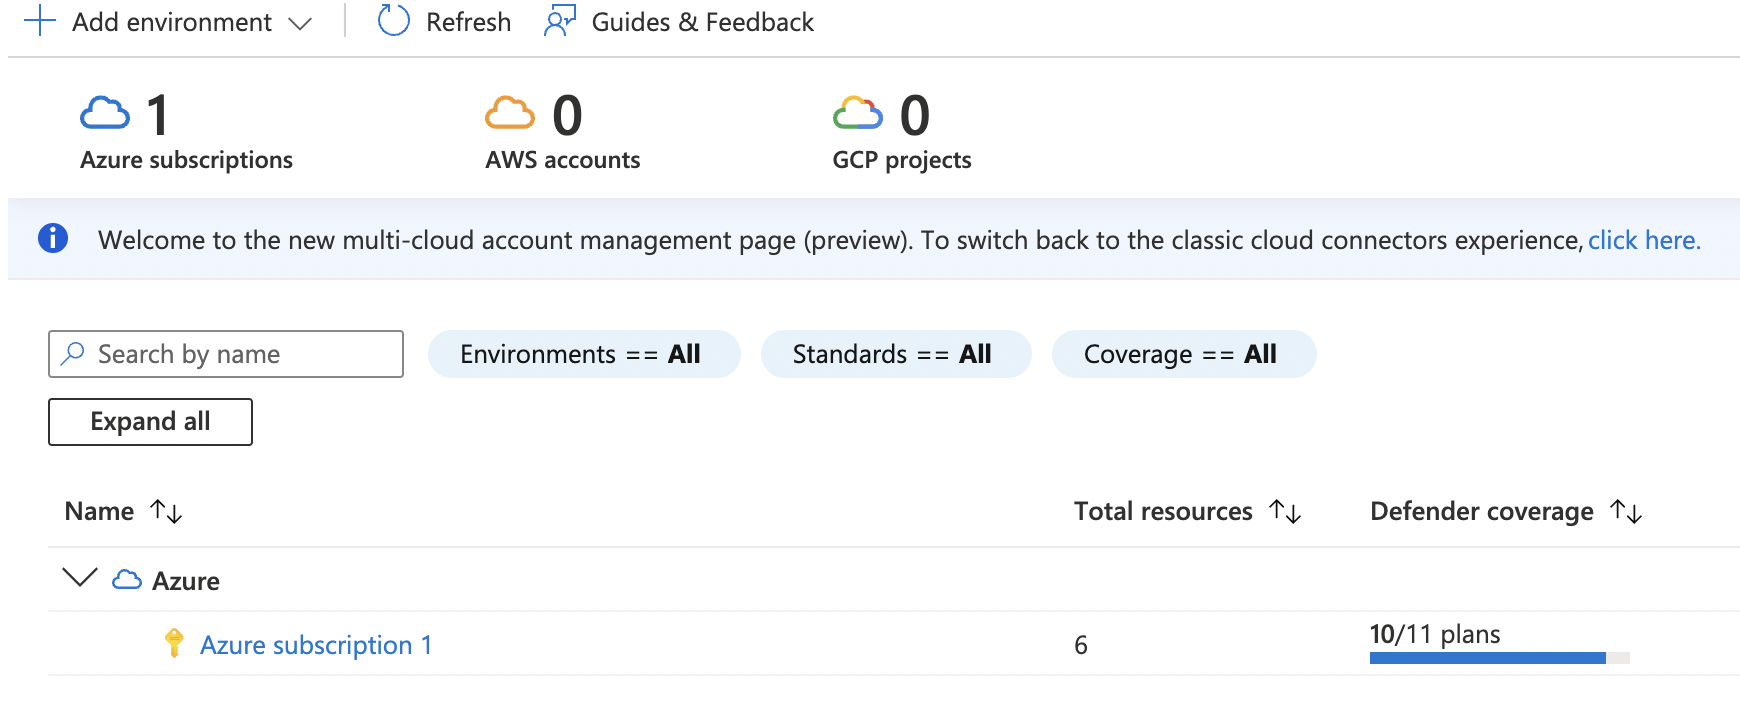 Add environment
Refresh
Guides & Feedback
1
Azure subscriptions
0
AWS accounts
0
GCP projects
Welcome to the new multi-cloud account management page (preview). To switch back to the classic cloud connectors experience, click here.
Search by name
Environments == All
Standards == All
Coverage == All
Expand all
Name
Total resources
Defender coverage
Azure
Azure subscription 1
6
10/11 plans